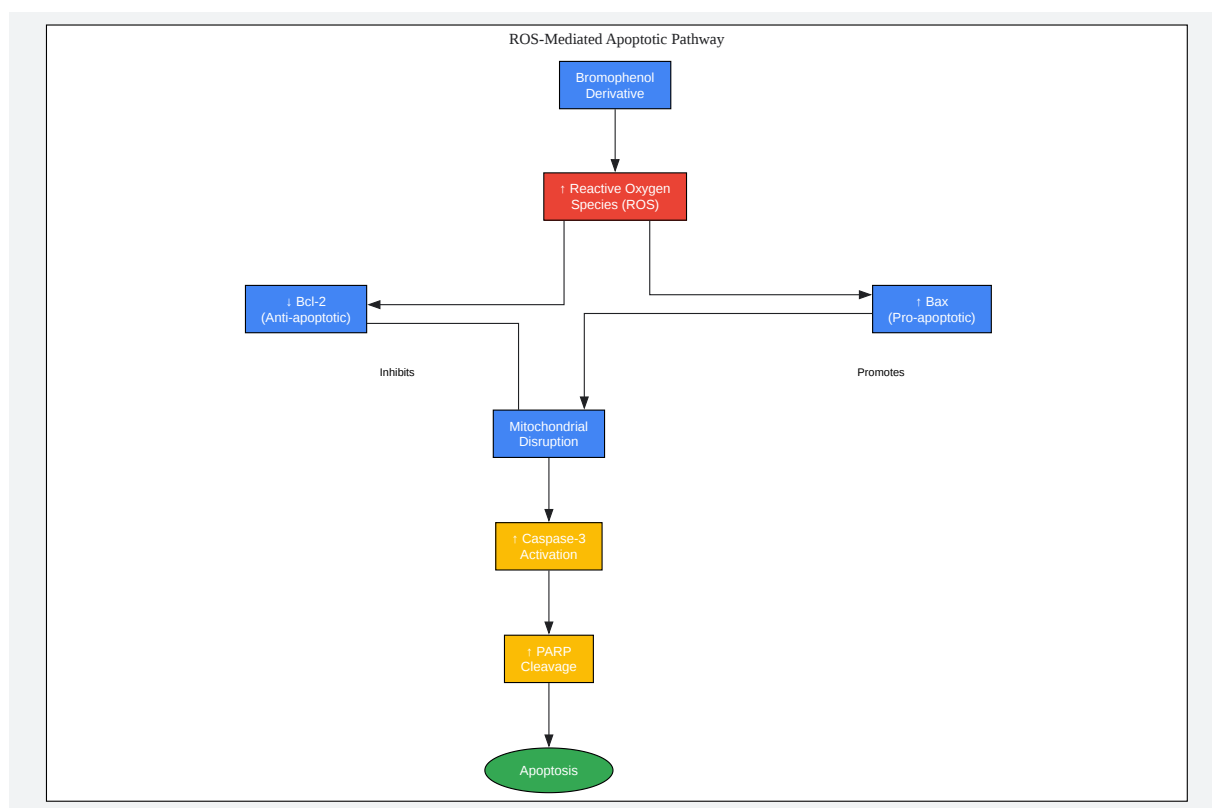 ROS-Mediated Apoptotic Pathway
Bromophenol
Derivative
↑ Reactive Oxygen
Species (ROS)
↓ Bcl-2
(Anti-apoptotic)
↑ Bax
(Pro-apoptotic)
Inhibits
Promotes
Mitochondrial
Disruption
↑ Caspase-3
Activation
↑ PARP
Cleavage
Apoptosis